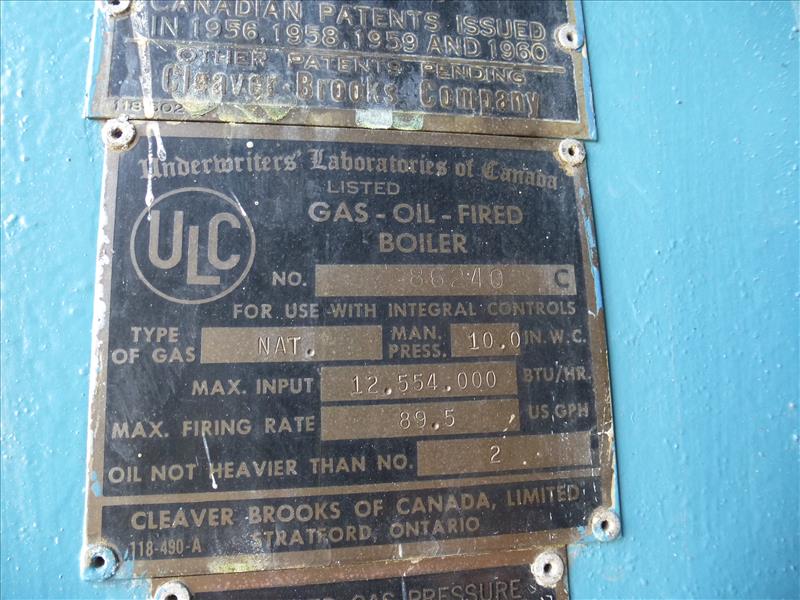 CANADIAN PATENTS ISSUED
IN 1956, 1958, 1959 AND 1960
OTHER PATENTS PENDING
Cleaver-Brooks Company
Underwriters' Laboratories of Canada
LISTED
ULC
GAS-OIL-FIRED
BOILER
NO. 86240 C
FOR USE WITH INTEGRAL CONTROLS
TYPE OF GAS NAT. MAN. PRESS. 10.0 IN. W.C.
MAX. INPUT 12,554,000 BTU/HR.
MAX. FIRING RATE 89.5 US.GPH
OIL NOT HEAVIER THAN NO. 2
CLEAVER BROOKS OF CANADA, LIMITED
STRATFORD, ONTARIO
118-490-A
GAS PRESSURE